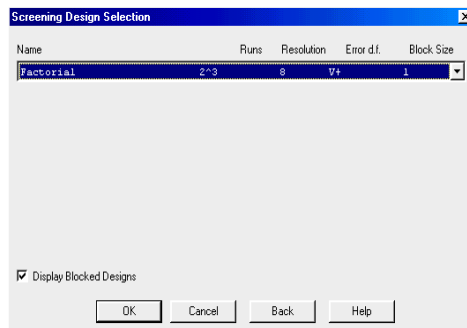 Screening Design Selection
Name Runs Resolution Error d.f. Block Size
Factorial 2^3 8 V+ 1
Display Blocked Designs
OK Cancel Back Help